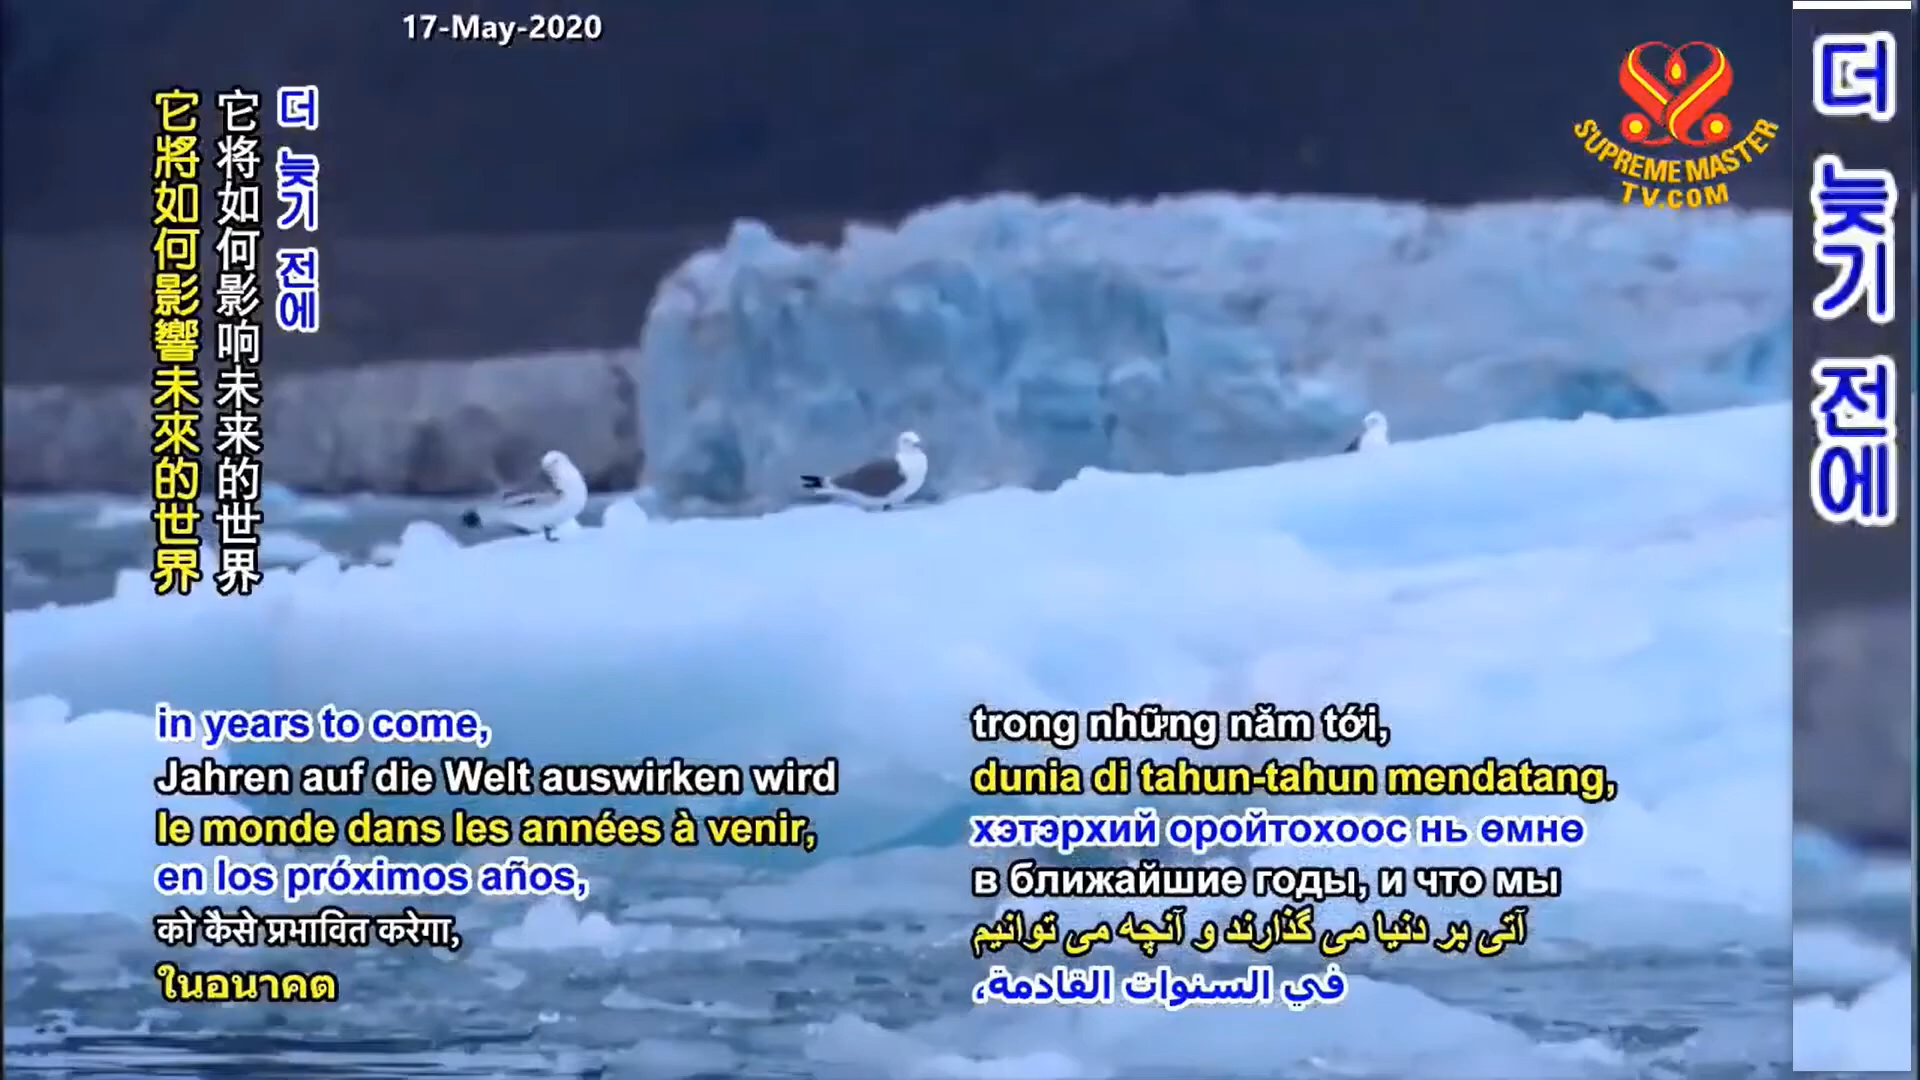 17-May-2020
SUPREME MASTER
TV.COM
它將如何影響未來的世界
它将如何影响未来的世界
더 늦기 전에
더 늦기 전에
in years to come,
Jahren auf die Welt auswirken wird
le monde dans les années à venir,
en los próximos años,
को कैसे प्रभावित करेगा,
ในอนาคต
trong những năm tới,
dunia di tahun-tahun mendatang,
хэтэрхий оройтохоос нь өмнө
в ближайшие годы, и что мы
آتی بر دنیا می گذارند و آنچه می توانیم
في السنوات القادمة،